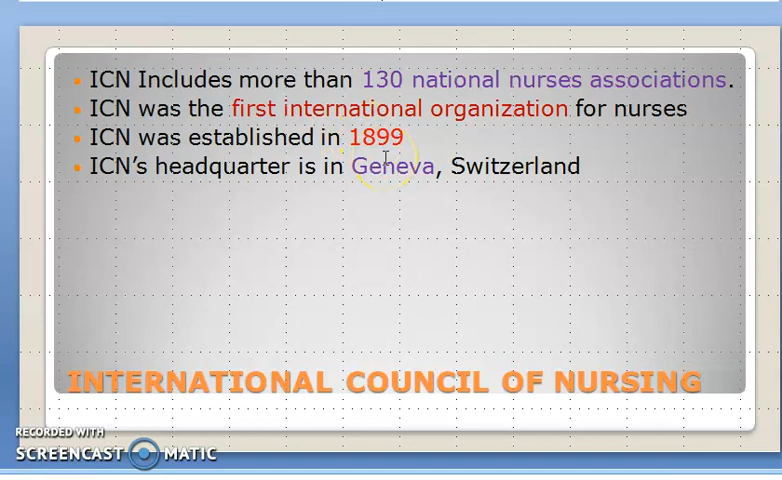 ICN Includes more than 130 national nurses associations.
ICN was the first international organization for nurses
ICN was established in 1899
ICN’s headquarter is in Geneva, Switzerland
INTERNATIONAL COUNCIL OF NURSING
RECORDED WITH
SCREENCAST MATIC